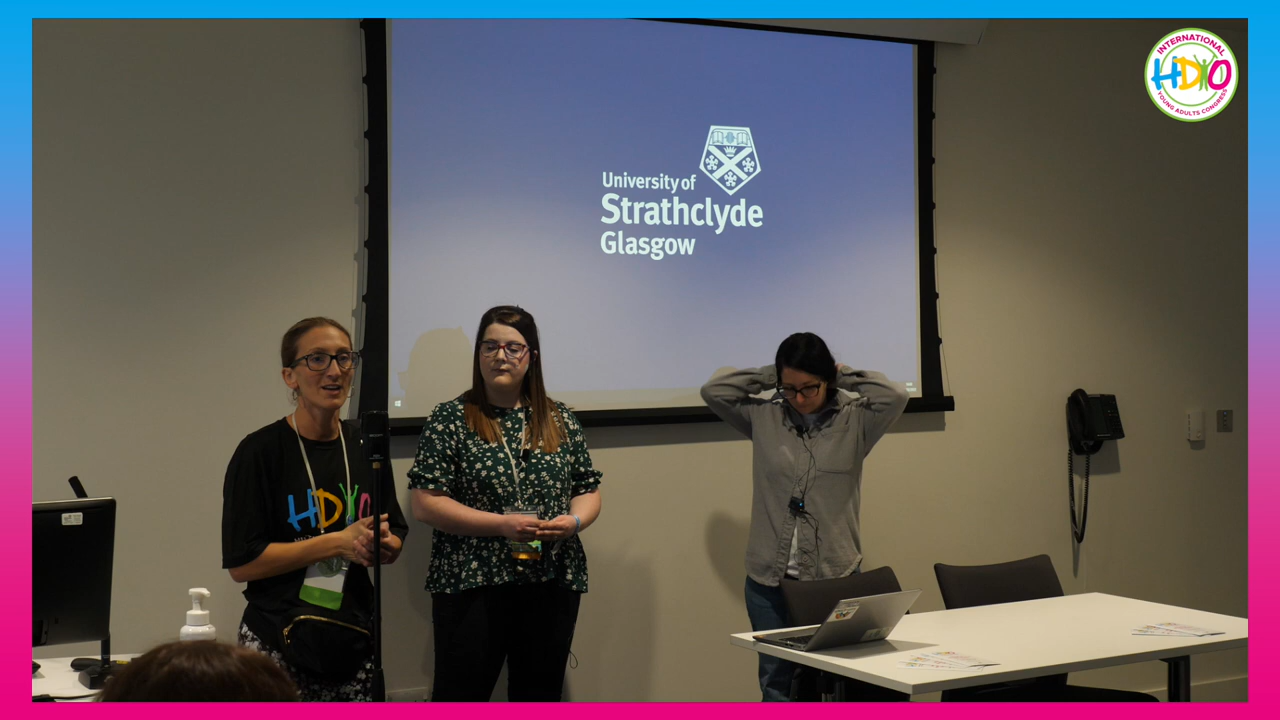 INTERNATIONAL
HDYO
YOUNG ADULTS CONGRESS
University of
Strathclyde
Glasgow
HDYO